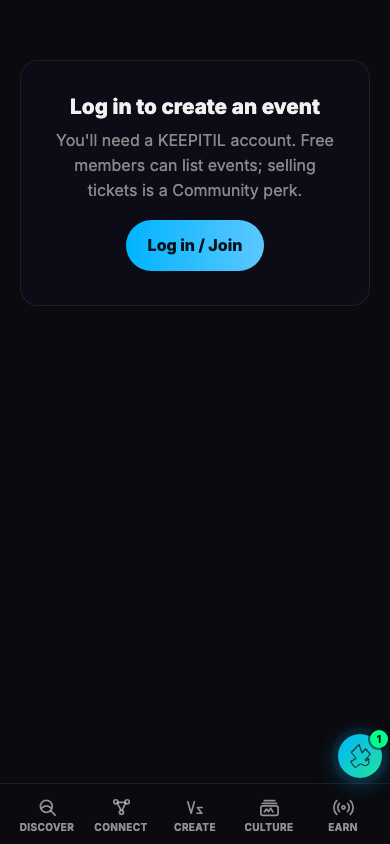 Log in to create an event
You'll need a KEEPITIL account. Free
members can list events; selling
tickets is a Community perk.
Log in / Join
1
DISCOVER
CONNECT
CREATE
CULTURE
EARN